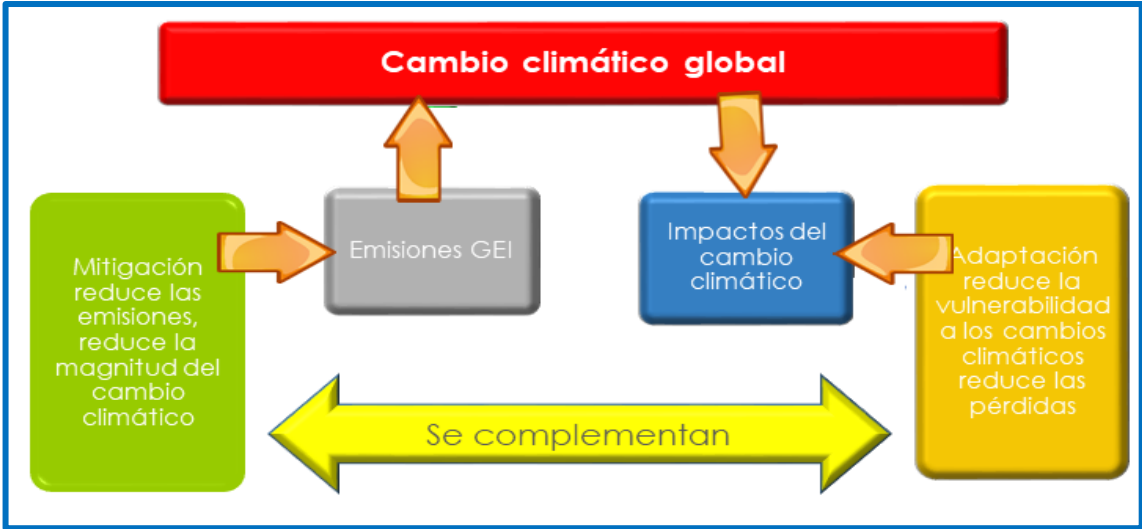 Cambio climático global
Mitigación
reduce las
emisiones,
reduce la
magnitud del
cambio
climático
Emisiones GEI
Impactos del
cambio
climático
Adaptación
reduce la
vulnerabilidad
a los cambios
climáticos
reduce las
pérdidas
Se complementan